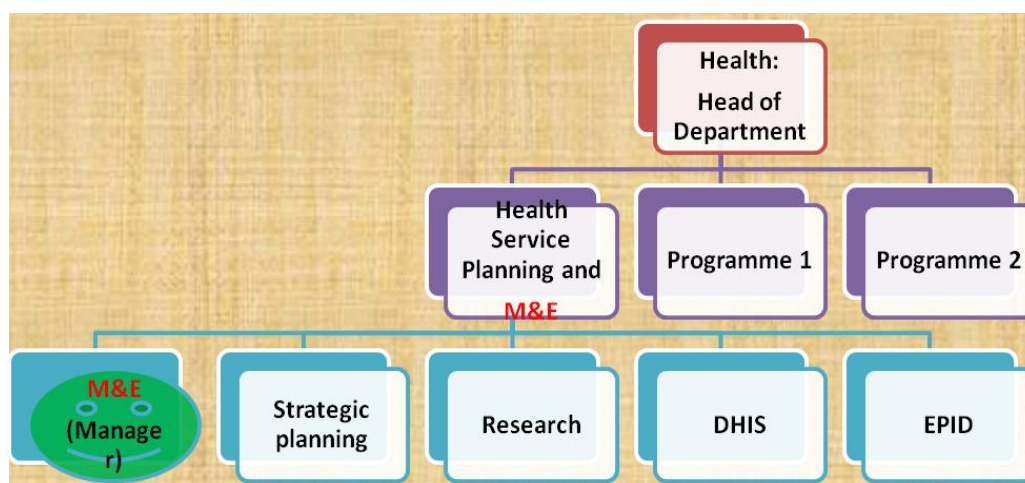 Health:
Head of
Department
Health
Service
Planning and
M&E
Programme 1
Programme 2
M&E
(Manage
r)
Strategic
planning
Research
DHIS
EPID